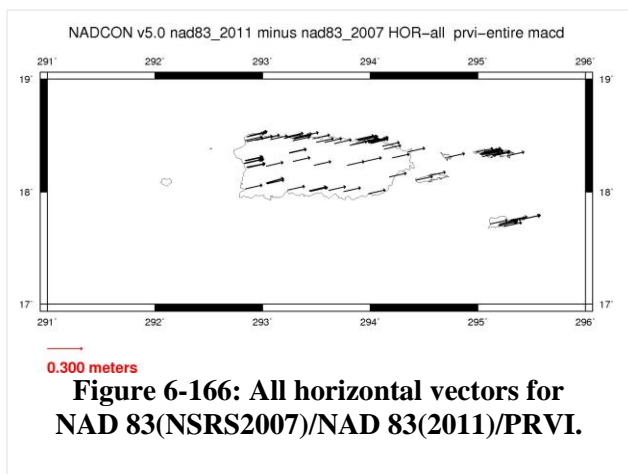 NADCON v5.0 nad83_2011 minus nad83_2007 HOR−all prvi−entire macd
291˚ 292˚ 293˚ 294˚ 295˚ 296˚
19˚ 19˚
18˚ 18˚
17˚ 17˚
291˚ 292˚ 293˚ 294˚ 295˚ 296˚
0.300 meters
Figure 6-166: All horizontal vectors for
NAD 83(NSRS2007)/NAD 83(2011)/PRVI.